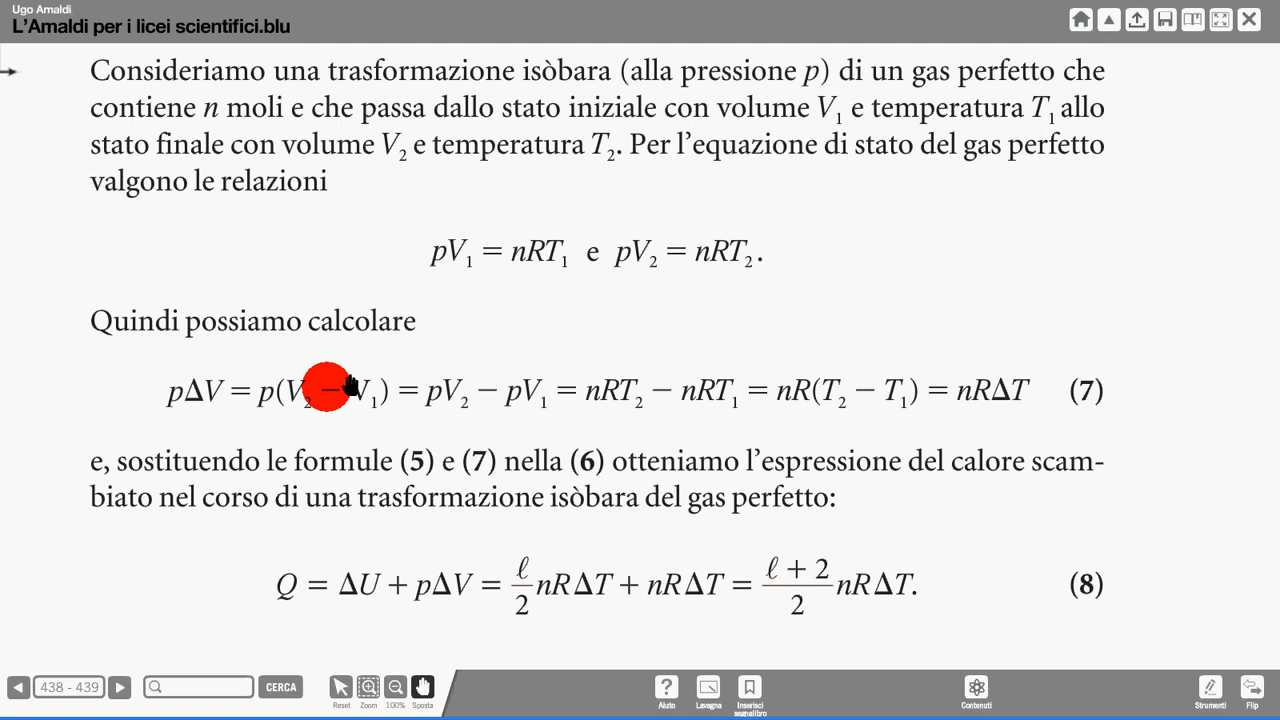 Ugo Amaldi
L'Amaldi per i licei scientifici.blu
Consideriamo una trasformazione isòbara (alla pressione p) di un gas perfetto che
contiene n moli e che passa dallo stato iniziale con volume V₁ e temperatura T₁ allo
stato finale con volume V₂ e temperatura T₂. Per l'equazione di stato del gas perfetto
valgono le relazioni
pV₁ = nRT₁ e pV₂ = nRT₂.
Quindi possiamo calcolare
pΔV = p(V₂ − V₁) = pV₂ − pV₁ = nRT₂ − nRT₁ = nR(T₂ − T₁) = nRΔT (7)
e, sostituendo le formule (5) e (7) nella (6) otteniamo l'espressione del calore scam-
biato nel corso di una trasformazione isòbara del gas perfetto:
Q = ΔU + pΔV = ℓ/2 nRΔT + nRΔT = (ℓ + 2)/2 nRΔT. (8)
438 - 439
CERCA
Reset Zoom 100% Sposta
Aiuto Lavagna Inserisci segnalibro
Contenuti
Strumenti Flip